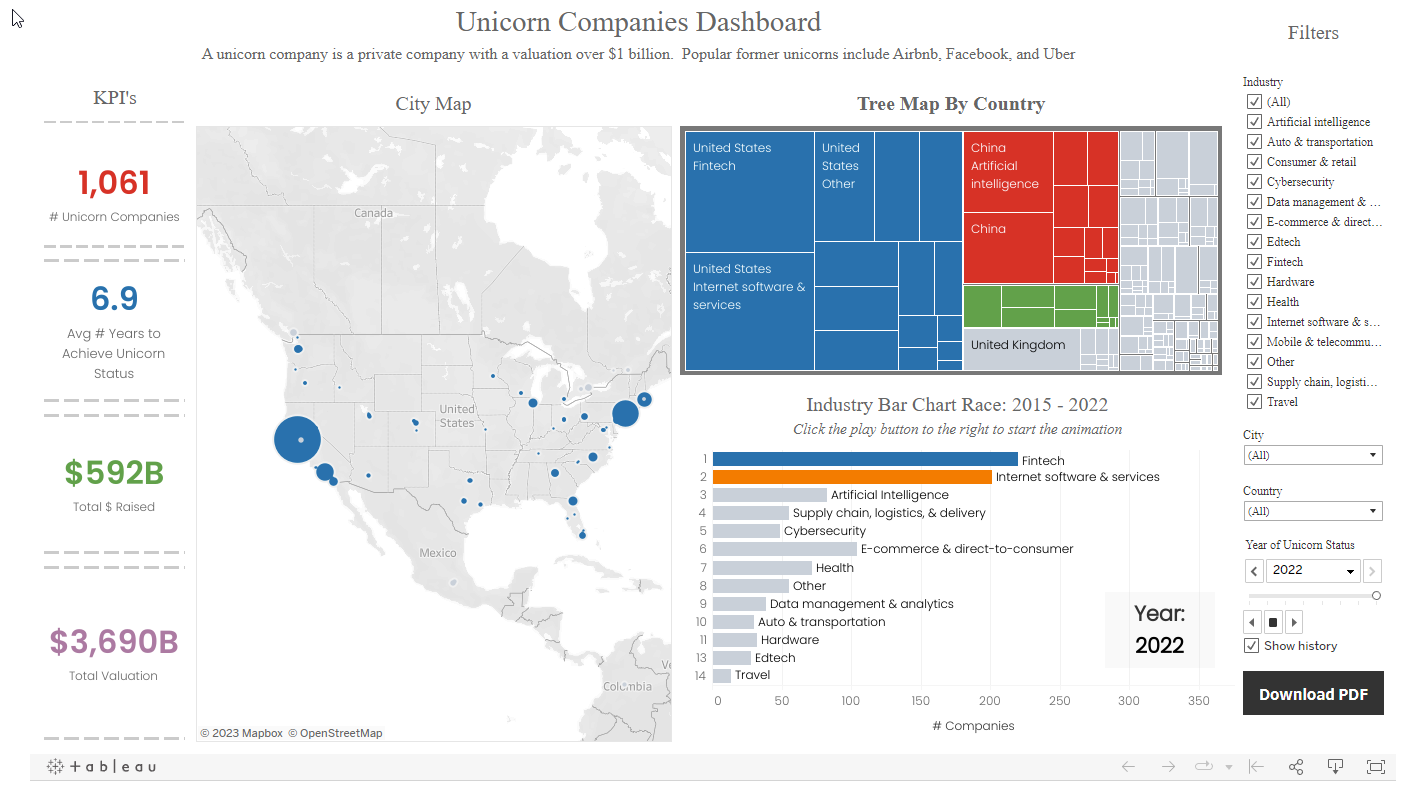 Unicorn Companies Dashboard
A unicorn company is a private company with a valuation over $1 billion. Popular former unicorns include Airbnb, Facebook, and Uber
KPI's
1,061
# Unicorn Companies
6.9
Avg # Years to
Achieve Unicorn
Status
$592B
Total $ Raised
$3,690B
Total Valuation
City Map
Canada
United
States
Mexico
Colombia
Ve
© 2023 Mapbox © OpenStreetMap
Tree Map By Country
United States
Fintech
United States
Internet software &
services
United
States
Other
China
Artificial
intelligence
China
United Kingdom
Industry Bar Chart Race: 2015 - 2022
Click the play button to the right to start the animation
1 Fintech
2 Internet software & services
3 Artificial Intelligence
4 Supply chain, logistics, & delivery
5 Cybersecurity
6 E-commerce & direct-to-consumer
7 Health
8 Other
9 Data management & analytics
10 Auto & transportation
11 Hardware
13 Edtech
14 Travel
0 50 100 150 200 250 300 350
# Companies
Year:
2022
Filters
Industry
(All)
Artificial intelligence
Auto & transportation
Consumer & retail
Cybersecurity
Data management & ...
E-commerce & direct...
Edtech
Fintech
Hardware
Health
Internet software & s...
Mobile & telecommu...
Other
Supply chain, logisti...
Travel
City
(All)
Country
(All)
Year of Unicorn Status
2022
Show history
Download PDF
+ a b l e a u